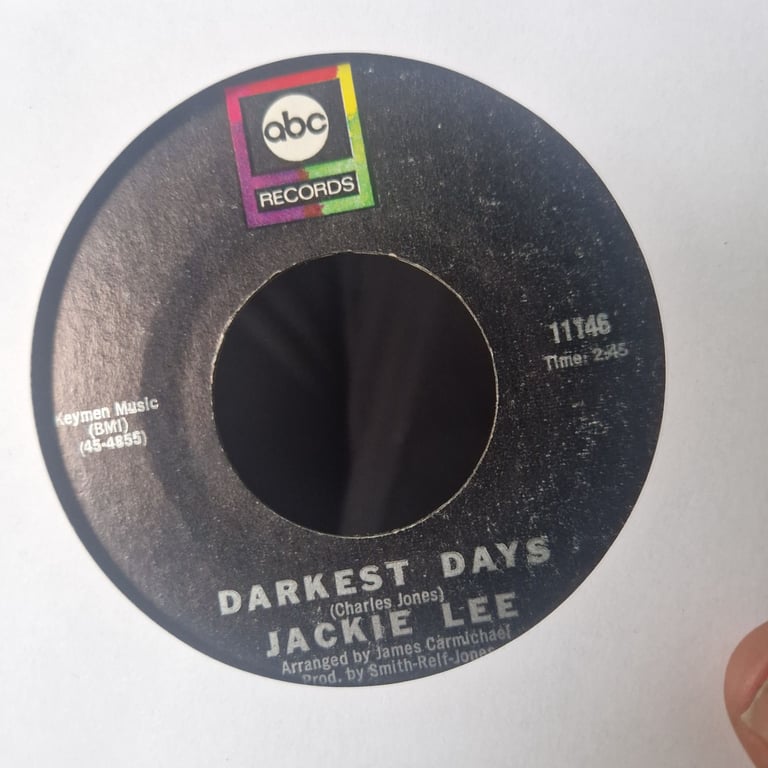 abc
RECORDS
11146
Time: 2:45
Keymen Music
(BMI)
(45-4855)
DARKEST DAYS
(Charles Jones)
JACKIE LEE
Arranged by James Carmichael
Prod. by Smith-Relf-Jones